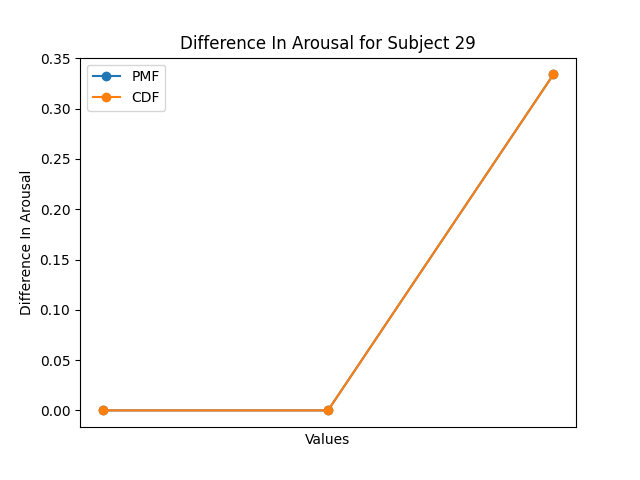 Difference In Arousal for Subject 29
PMF
CDF
0.35
0.30
0.25
0.20
0.15
0.10
0.05
0.00
Difference In Arousal
Values